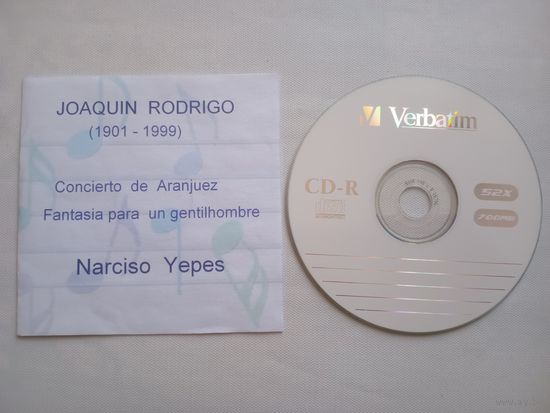 JOAQUIN RODRIGO
(1901 - 1999)
Concierto de Aranjuez
Fantasia para un gentilhombre
Narciso Yepes
Verbatim
CD-R
52X
700MB